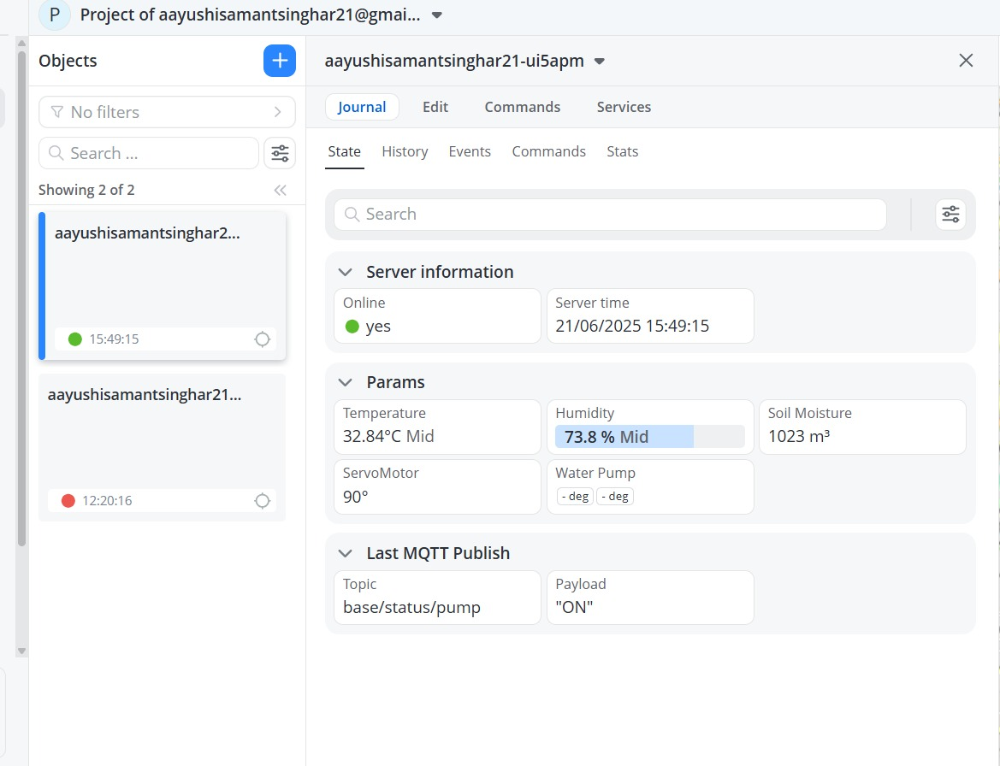 P Project of aayushisamantsinghar21@gmai...
Objects
No filters
Search ...
Showing 2 of 2
aayushisamantsinghar2...
15:49:15
aayushisamantsinghar21...
12:20:16
aayushisamantsinghar21-ui5apm
Journal Edit Commands Services
State History Events Commands Stats
Search
Server information
Online
yes
Server time
21/06/2025 15:49:15
Params
Temperature
32.84°C Mid
Humidity
73.8 % Mid
Soil Moisture
1023 m³
ServoMotor
90°
Water Pump
- deg - deg
Last MQTT Publish
Topic
base/status/pump
Payload
"ON"